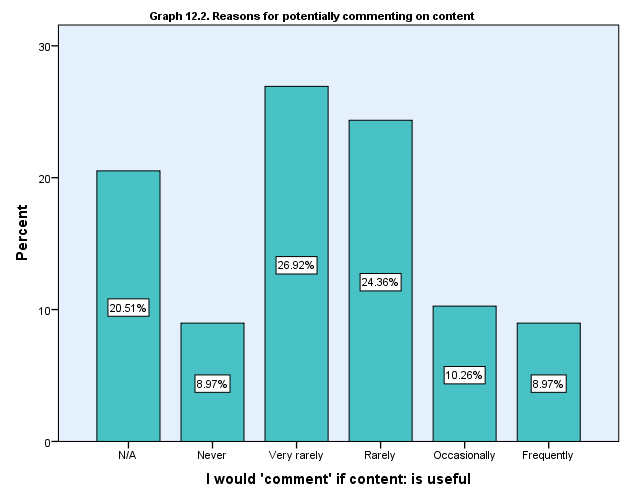 Graph 12.2. Reasons for potentially commenting on content
Percent
30
20
10
0
20.51%
8.97%
26.92%
24.36%
10.26%
8.97%
N/A
Never
Very rarely
Rarely
Occasionally
Frequently
I would 'comment' if content: is useful